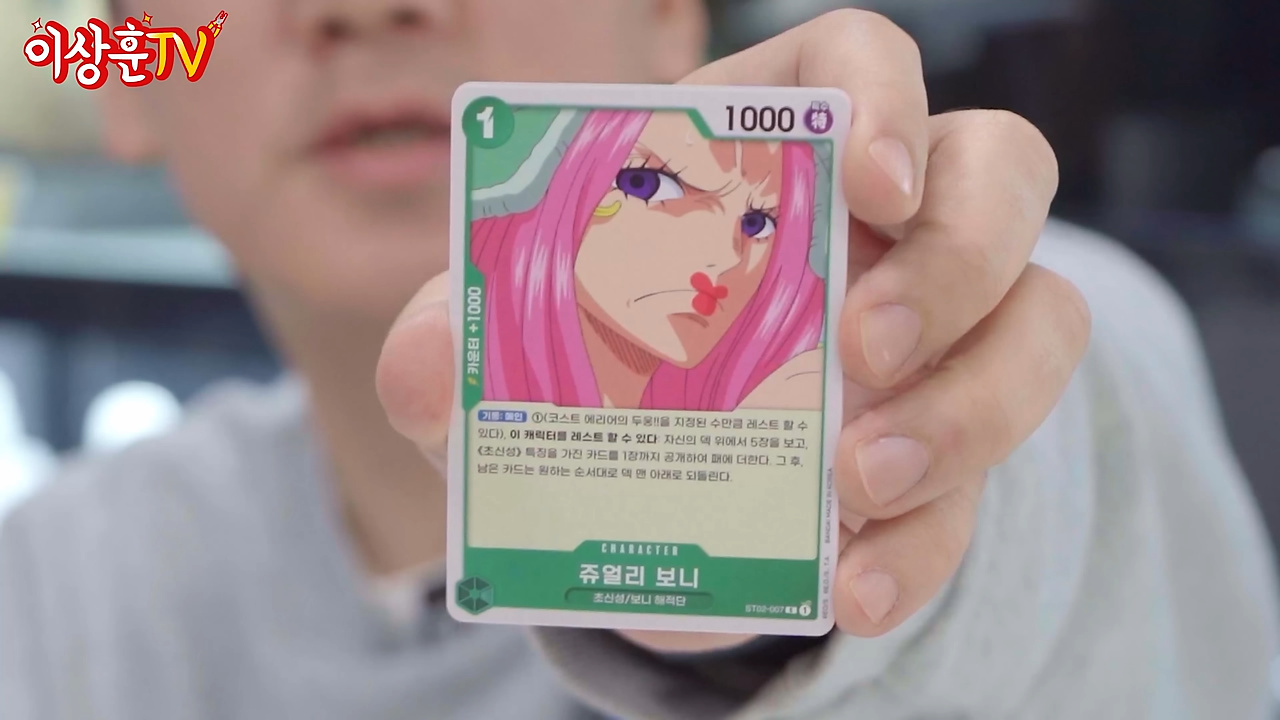 이상훈TV
1
1000
특수
特
카운터 +1000
기동: 메인 ①(코스트 에리어의 두웅!!을 지정된 수만큼 레스트 할 수
있다), 이 캐릭터를 레스트 할 수 있다: 자신의 덱 위에서 5장을 보고,
《초신성》 특징을 가진 카드를 1장까지 공개하여 패에 더한다. 그 후,
남은 카드는 원하는 순서대로 덱 맨 아래로 되돌린다.
CHARACTER
쥬얼리 보니
초신성/보니 해적단
ST02-007 1